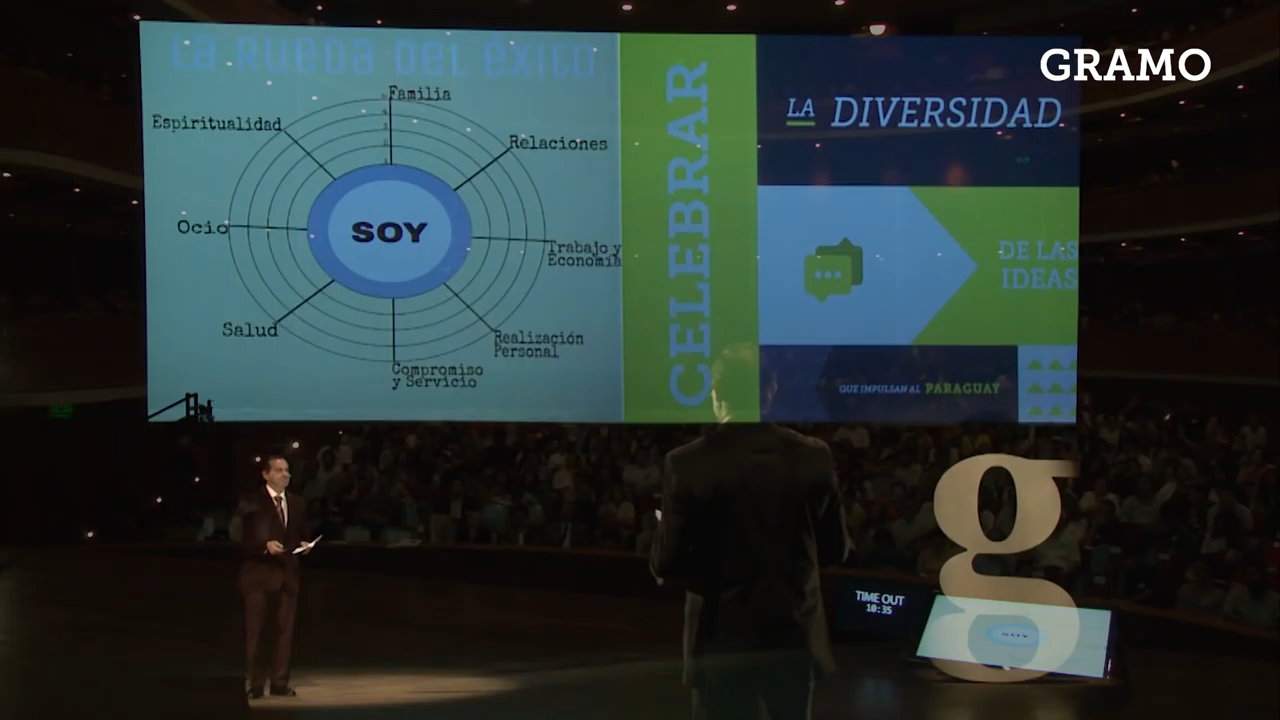 La Rueda del éxito
GRAMO
Familia
Espiritualidad
Relaciones
Ocio
SOY
Trabajo y
Economía
Salud
Realización
Personal
Compromiso
y Servicio
CELEBRAR
LA DIVERSIDAD
DE LAS
IDEAS
QUE IMPULSAN AL PARAGUAY
g
TIME OUT
10:35
SOY